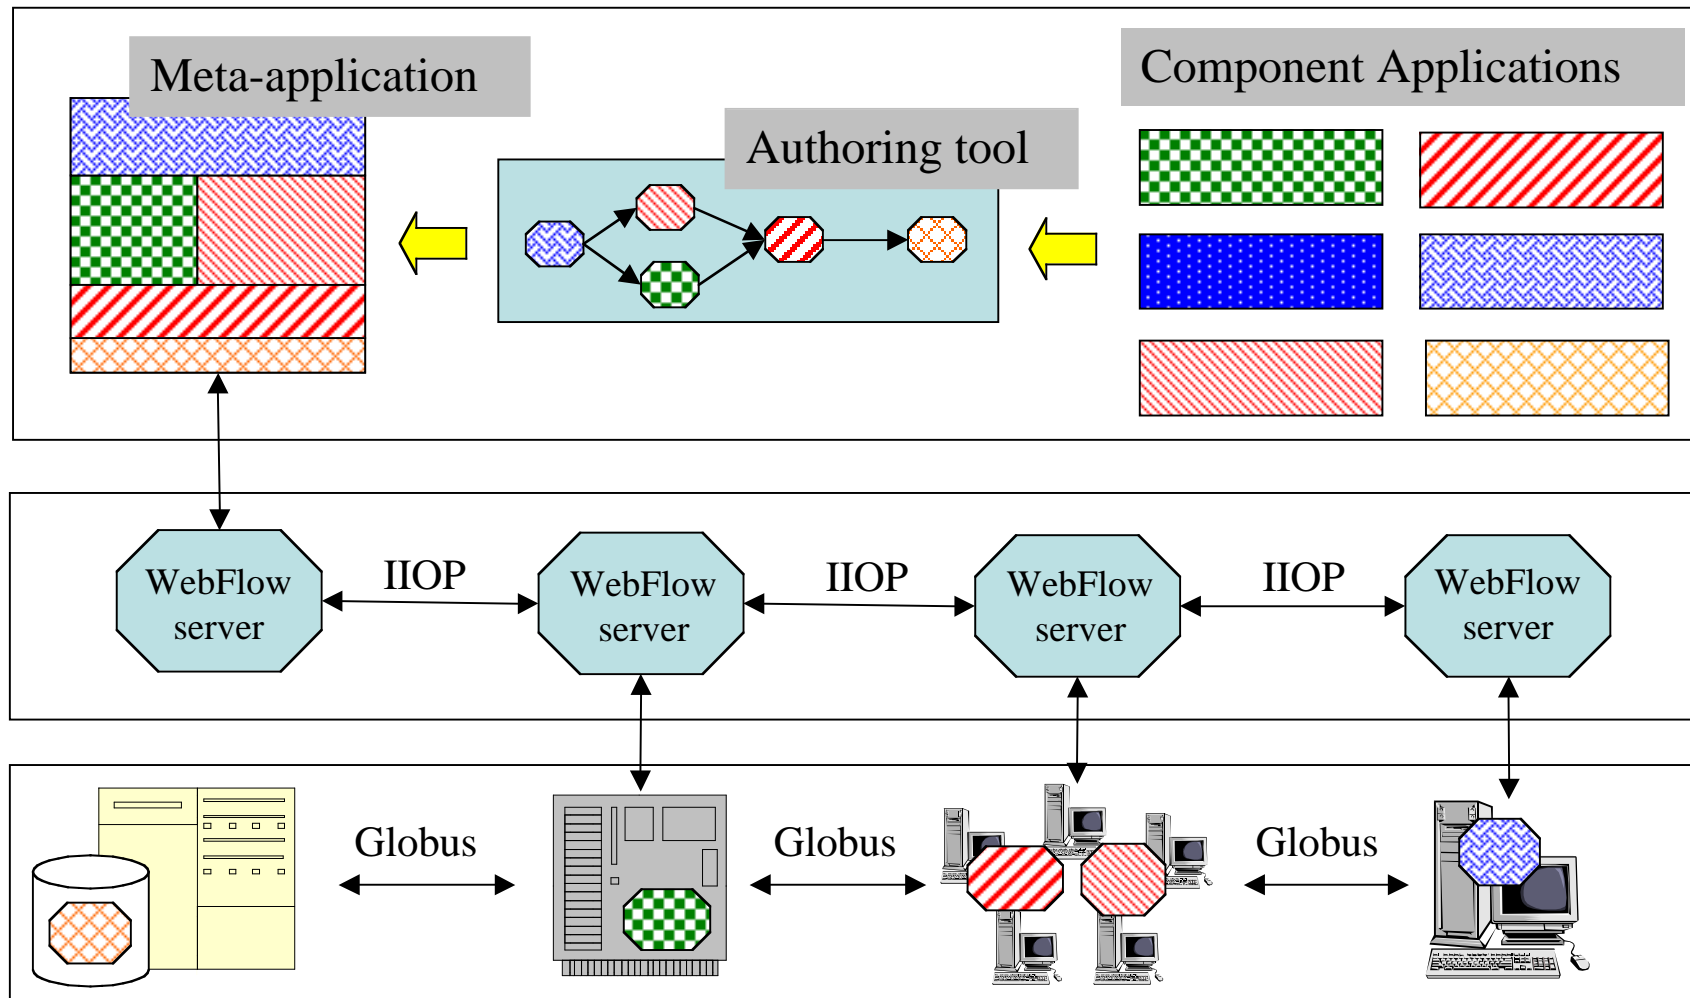 Meta-application
Component Applications
Authoring tool
WebFlow
server
IIOP
WebFlow
server
IIOP
WebFlow
server
IIOP
WebFlow
server
Globus
Globus
Globus